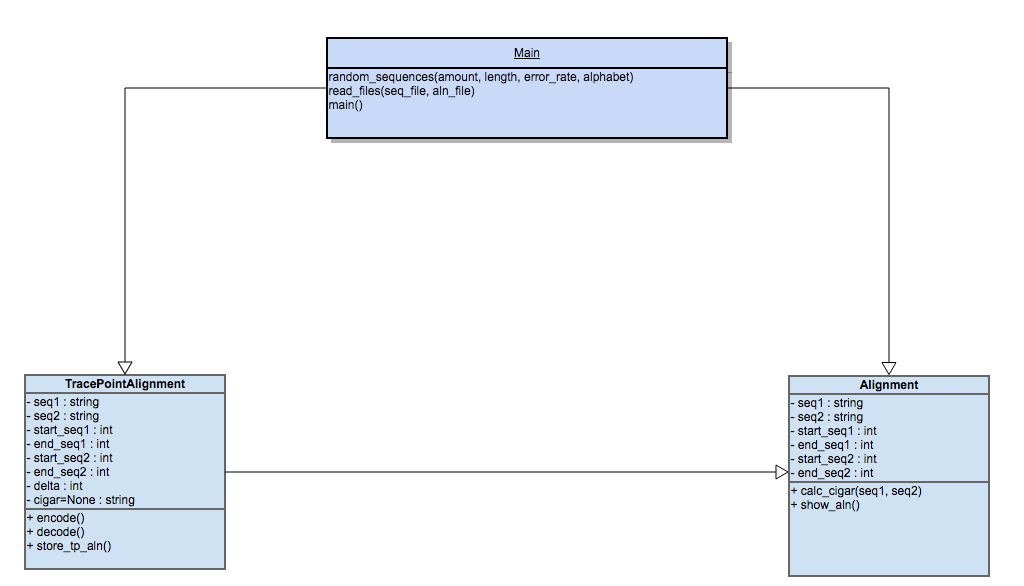 Main
random_sequences(amount, length, error_rate, alphabet)
read_files(seq_file, aln_file)
main()
TracePointAlignment
- seq1 : string
- seq2 : string
- start_seq1 : int
- end_seq1 : int
- start_seq2 : int
- end_seq2 : int
- delta : int
- cigar=None : string
+ encode()
+ decode()
+ store_tp_aln()
Alignment
- seq1 : string
- seq2 : string
- start_seq1 : int
- end_seq1 : int
- start_seq2 : int
- end_seq2 : int
+ calc_cigar(seq1, seq2)
+ show_aln()